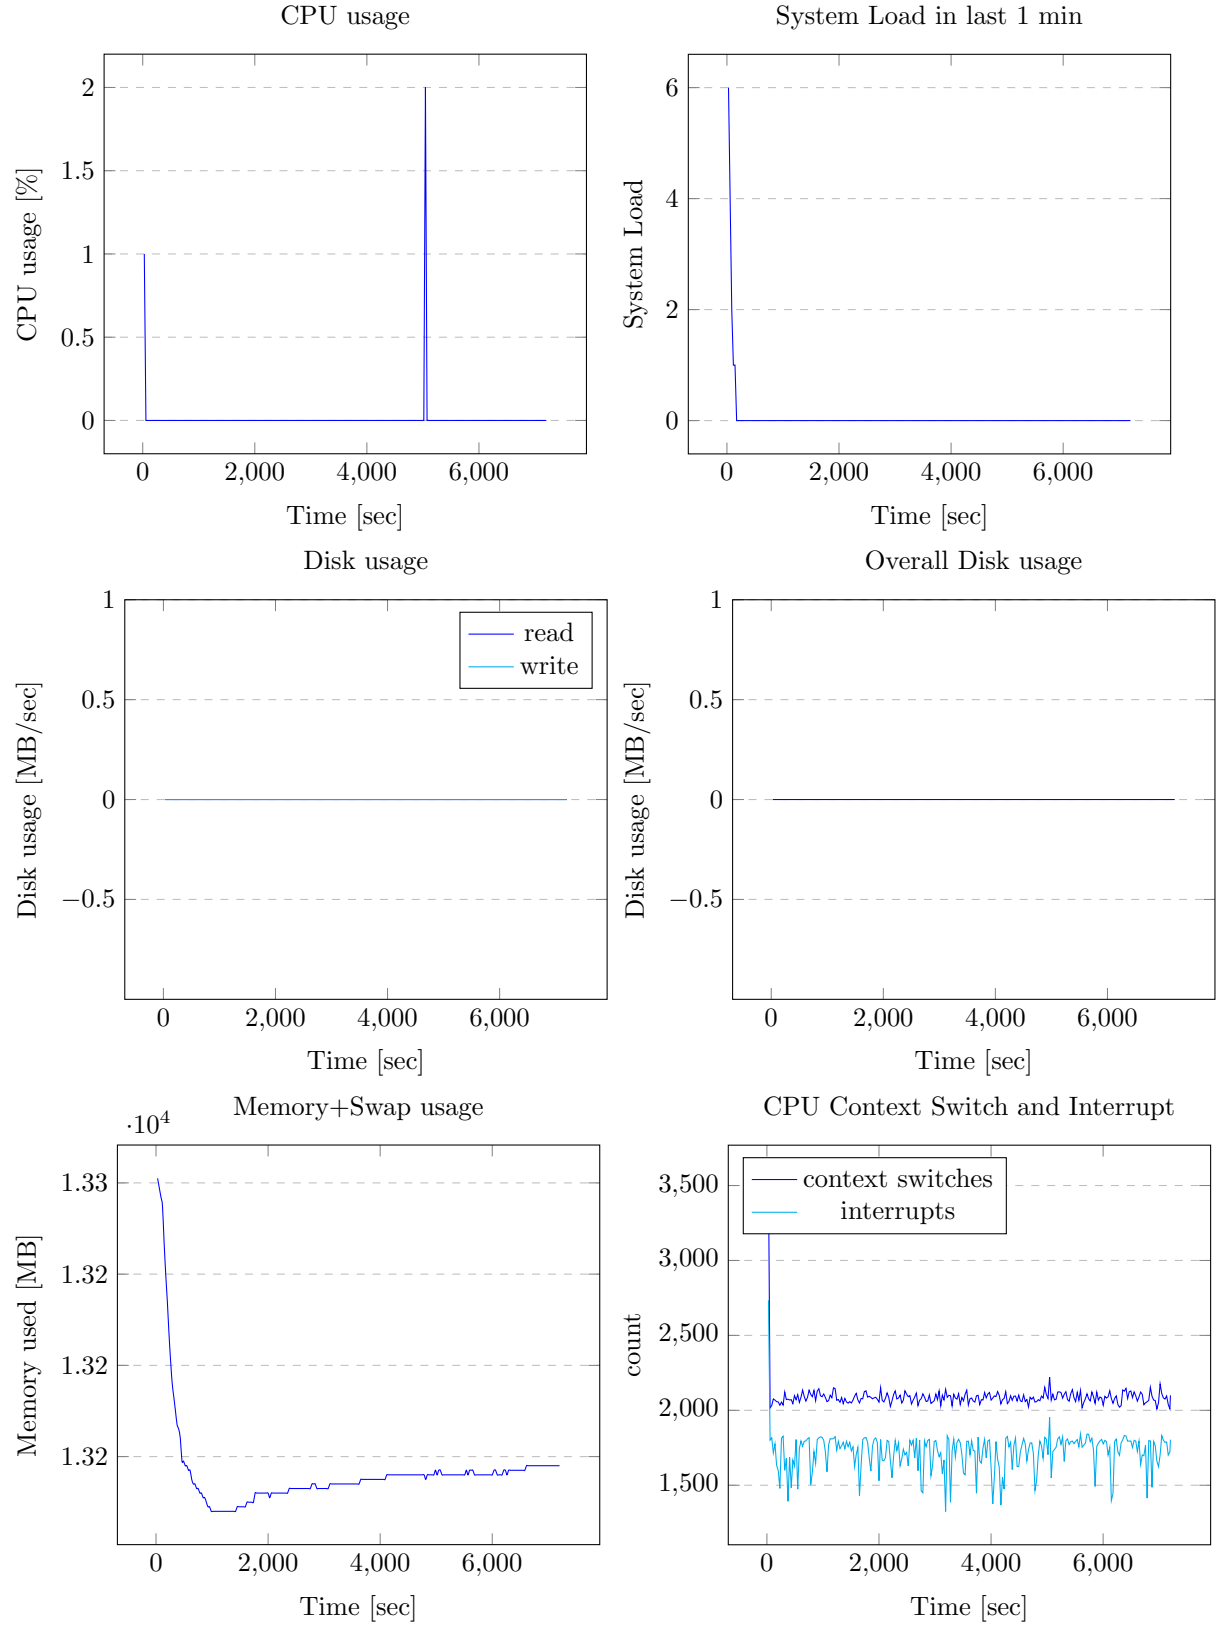 CPU usage
2
1.5
1
0.5
0
CPU usage [%]
0 2,000 4,000 6,000
Time [sec]
System Load in last 1 min
6
4
2
0
System Load
0 2,000 4,000 6,000
Time [sec]
Disk usage
1
0.5
0
−0.5
Disk usage [MB/sec]
read
write
0 2,000 4,000 6,000
Time [sec]
Overall Disk usage
1
0.5
0
−0.5
Disk usage [MB/sec]
0 2,000 4,000 6,000
Time [sec]
Memory+Swap usage
·10⁴
1.33
1.32
1.32
1.32
Memory used [MB]
0 2,000 4,000 6,000
Time [sec]
CPU Context Switch and Interrupt
3,500
3,000
2,500
2,000
1,500
count
context switches
interrupts
0 2,000 4,000 6,000
Time [sec]